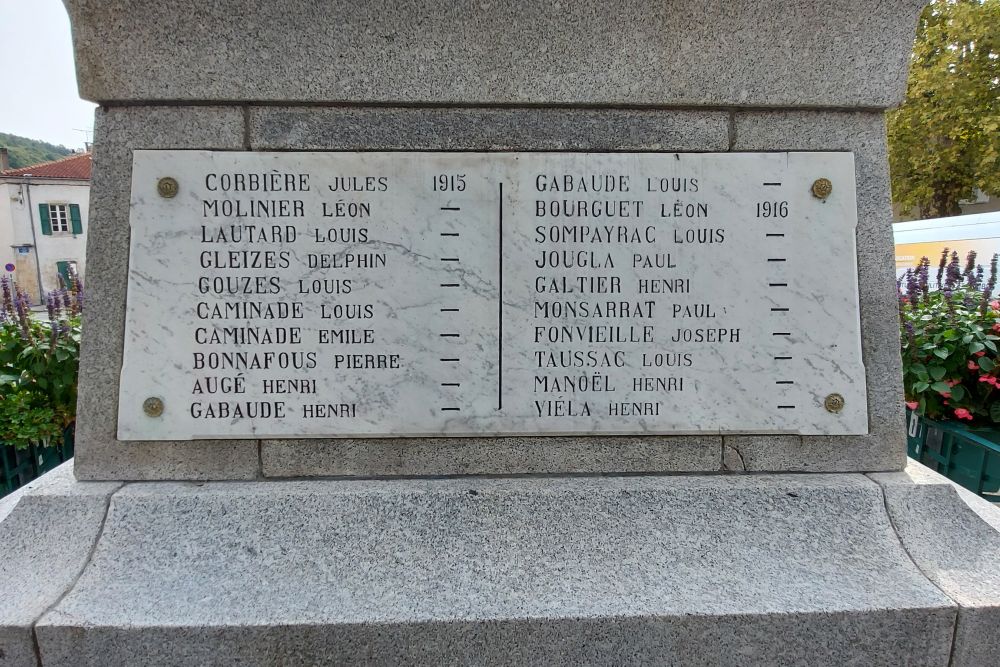 CORBIÈRE JULES 1915
MOLINIER LÉON —
LAUTARD LOUIS —
GLEIZES DELPHIN —
GOUZES LOUIS —
CAMINADE LOUIS —
CAMINADE EMILE —
BONNAFOUS PIERRE —
AUGÉ HENRI —
GABAUDE HENRI —
GABAUDE LOUIS —
BOURGUET LÉON 1916
SOMPAYRAC LOUIS —
JOUGLA PAUL —
GALTIER HENRI —
MONSARRAT PAUL —
FONVIEILLE JOSEPH —
TAUSSAC LOUIS —
MANOËL HENRI —
VIÉLA HENRI —